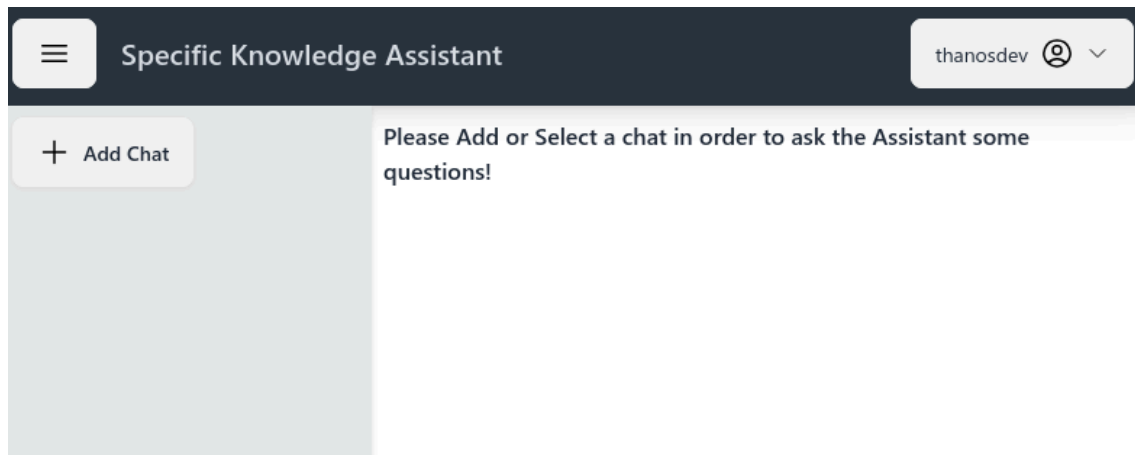 Specific Knowledge Assistant
thanosdev
Add Chat
Please Add or Select a chat in order to ask the Assistant some
questions!